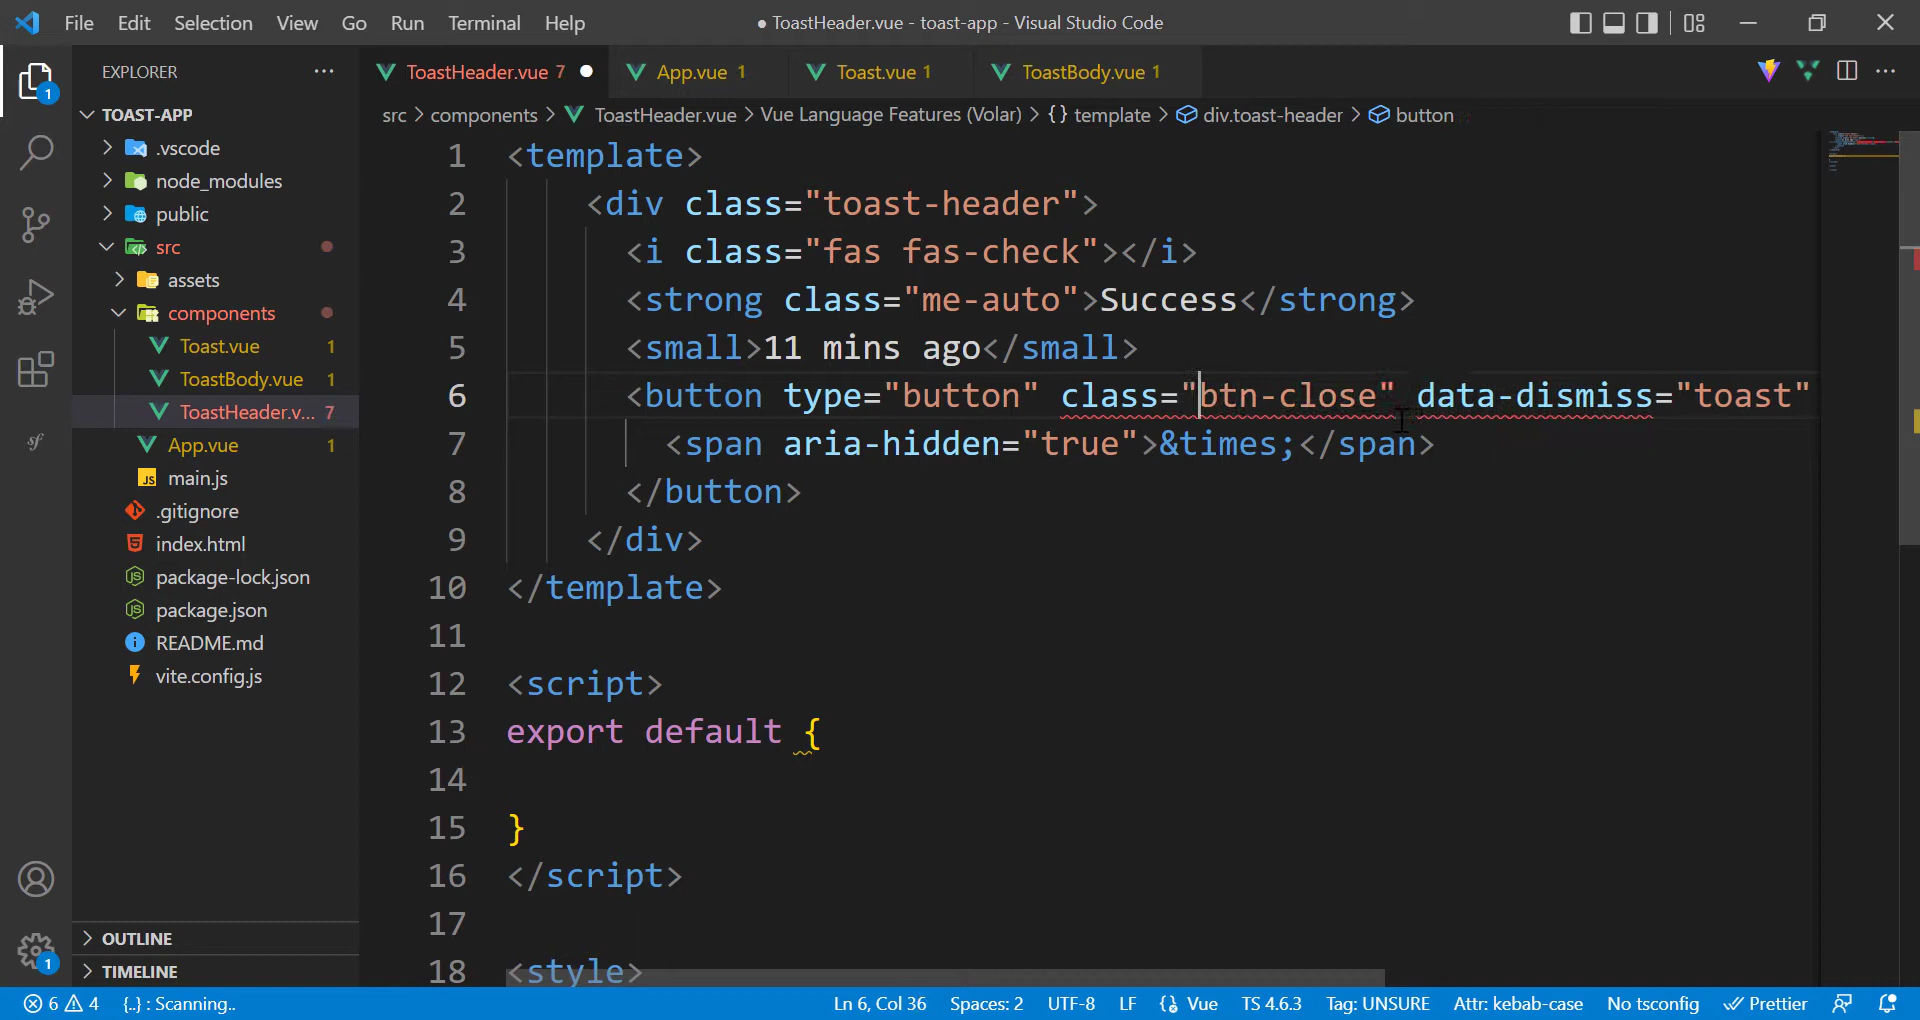 File Edit Selection View Go Run Terminal Help
● ToastHeader.vue - toast-app - Visual Studio Code
EXPLORER
ToastHeader.vue 7
App.vue 1
Toast.vue 1
ToastBody.vue 1
src > components > ToastHeader.vue > Vue Language Features (Volar) > {} template > div.toast-header > button
TOAST-APP
.vscode
node_modules
public
src
assets
components
Toast.vue 1
ToastBody.vue 1
ToastHeader.v... 7
App.vue 1
main.js
.gitignore
index.html
package-lock.json
package.json
README.md
vite.config.js
OUTLINE
TIMELINE
1
1
1 <template>
2 <div class="toast-header">
3 <i class="fas fas-check"></i>
4 <strong class="me-auto">Success</strong>
5 <small>11 mins ago</small>
6 <button type="button" class="btn-close" data-dismiss="toast"
7 <span aria-hidden="true">&times;</span>
8 </button>
9 </div>
10 </template>
11
12 <script>
13 export default {
14
15 }
16 </script>
17
18 <style>
6 4 {..} : Scanning.. Ln 6, Col 36 Spaces: 2 UTF-8 LF {} Vue TS 4.6.3 Tag: UNSURE Attr: kebab-case No tsconfig Prettier